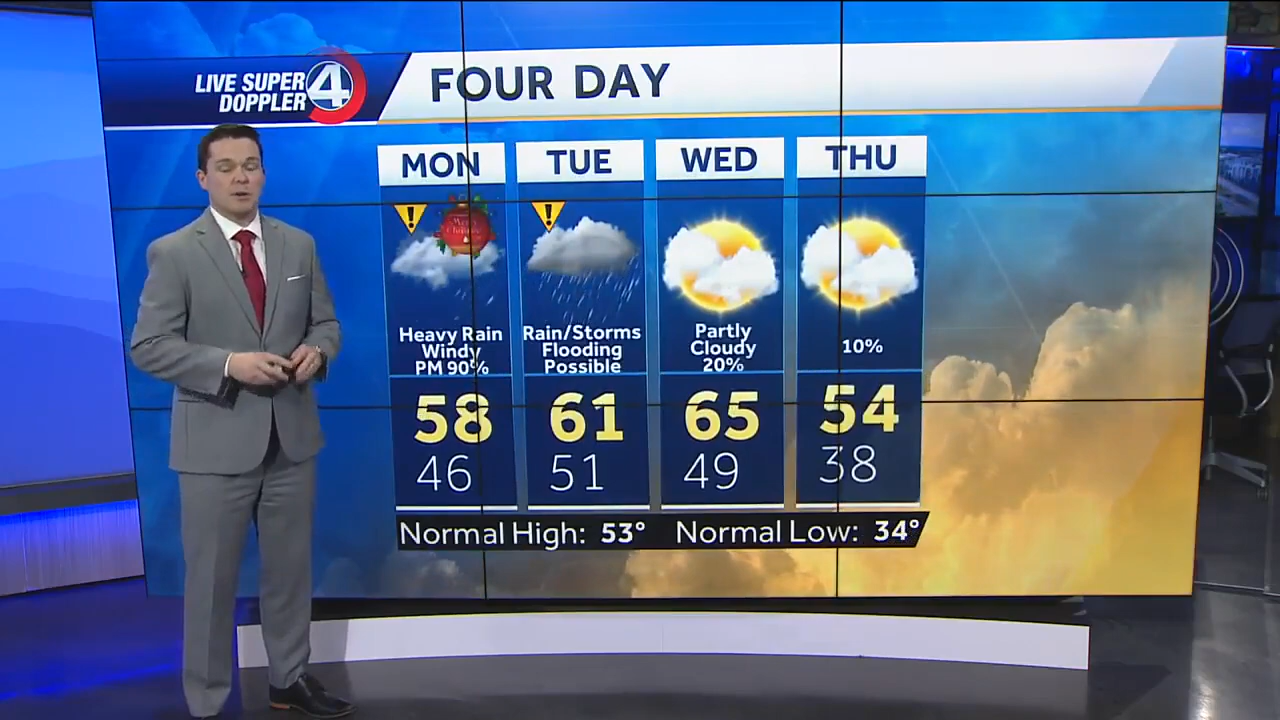 LIVE SUPER
DOPPLER 4
FOUR DAY
MON
TUE
WED
THU
!
!
Merry
Heavy Rain
Windy
PM 90%
Rain/Storms
Flooding
Possible
Partly
Cloudy
20%
10%
58
61
65
54
46
51
49
38
Normal High: 53° Normal Low: 34°